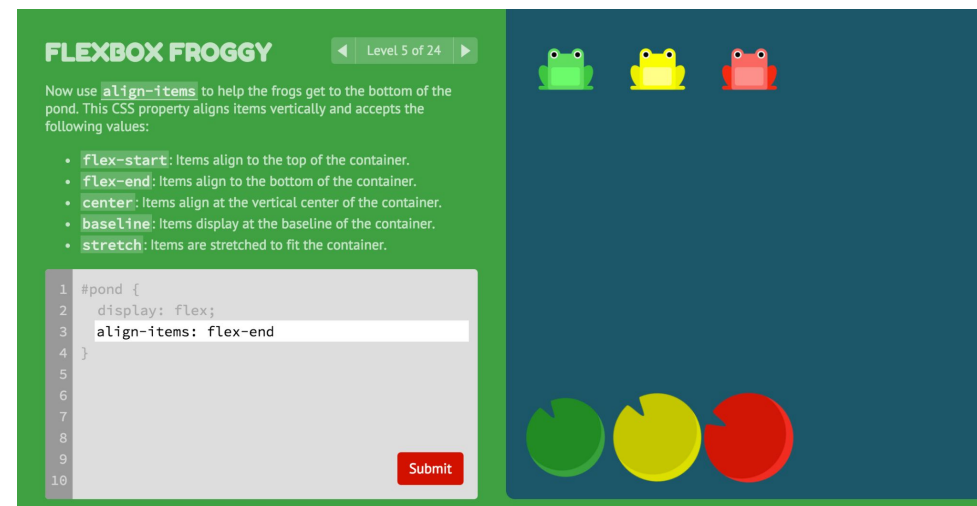 FLEXBOX FROGGY
Level 5 of 24
Now use align-items to help the frogs get to the bottom of the
pond. This CSS property aligns items vertically and accepts the
following values:
• flex-start: Items align to the top of the container.
• flex-end: Items align to the bottom of the container.
• center: Items align at the vertical center of the container.
• baseline: Items display at the baseline of the container.
• stretch: Items are stretched to fit the container.
1 #pond {
2 display: flex;
3 align-items: flex-end
4 }
5
6
7
8
9
10
Submit